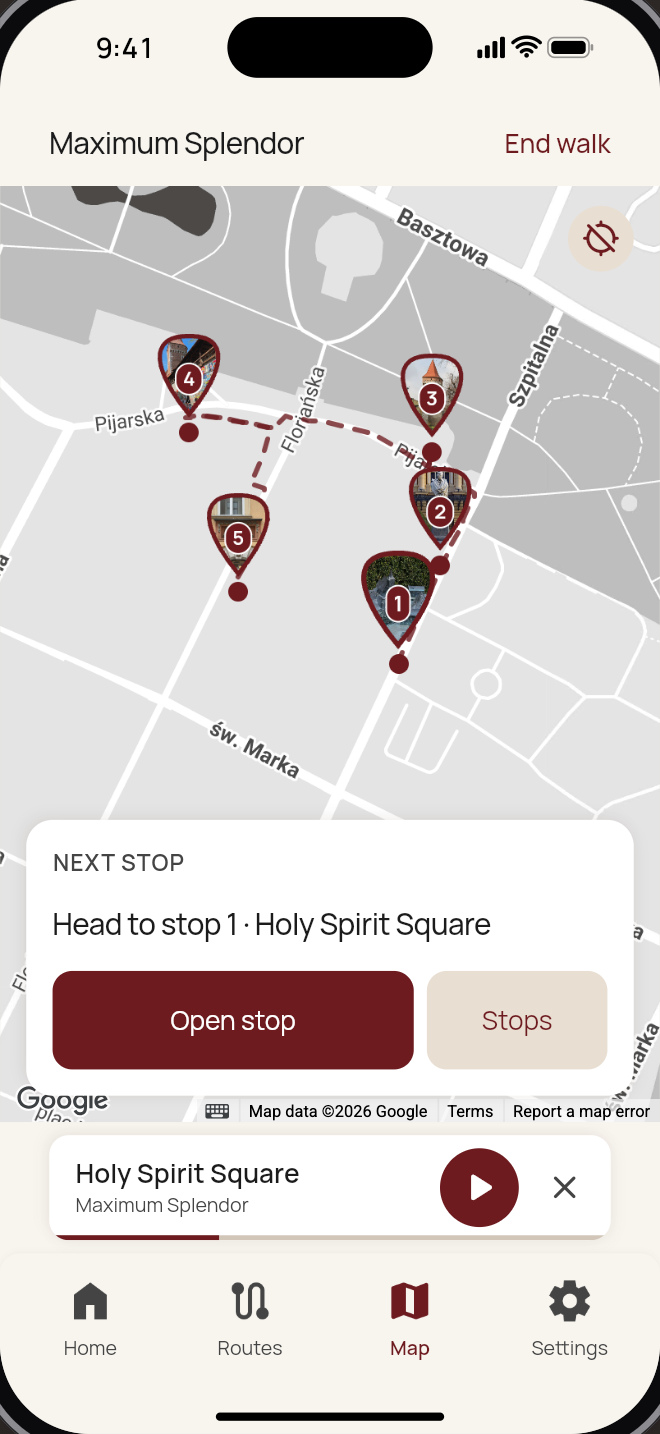 9:41
Maximum Splendor
End walk
Basztowa
Szpitalna
4
3
Floriańska
Pijarska
2
5
1
św. Marka
NEXT STOP
Head to stop 1 · Holy Spirit Square
Open stop
Stops
Google
Map data ©2026 Google
Terms
Report a map error
Holy Spirit Square
Maximum Splendor
Home
Routes
Map
Settings